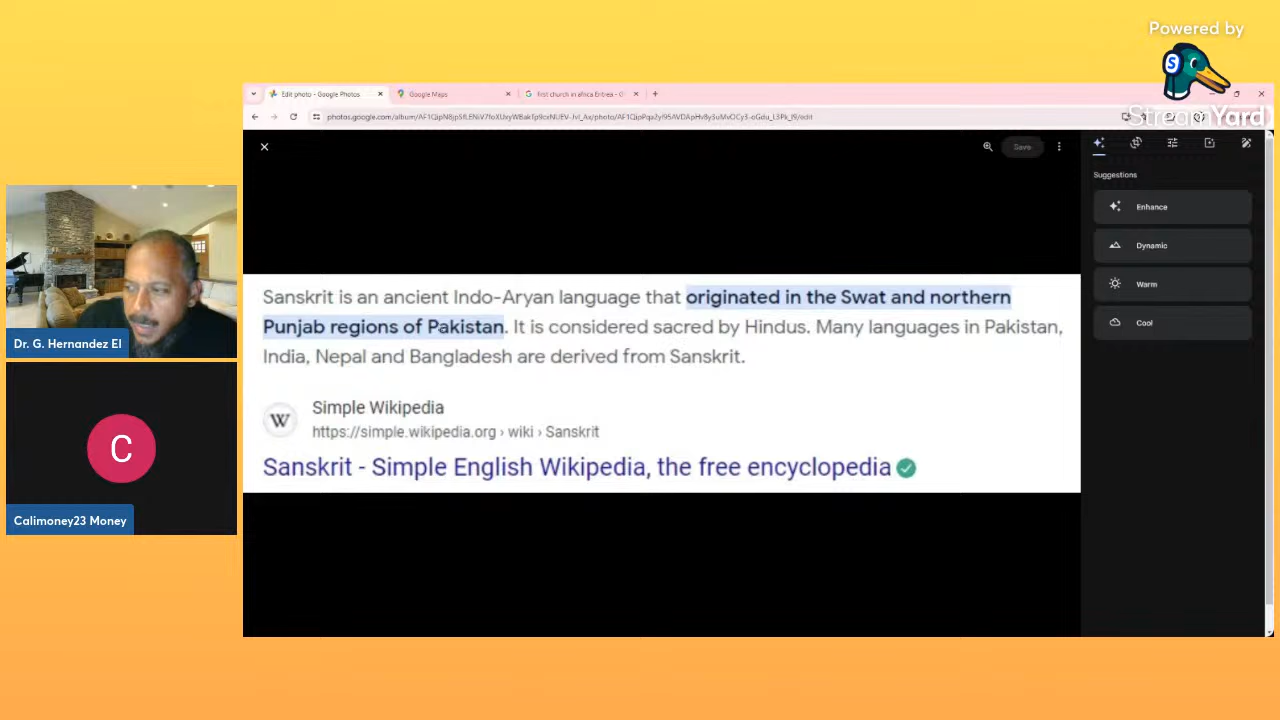 Powered by
StreamYard
Edit photo - Google Photos
Google Maps
first church in africa Eritrea - G
Save
Suggestions
Enhance
Dynamic
Warm
Cool
Sanskrit is an ancient Indo-Aryan language that originated in the Swat and northern
Punjab regions of Pakistan. It is considered sacred by Hindus. Many languages in Pakistan,
India, Nepal and Bangladesh are derived from Sanskrit.
W
Simple Wikipedia
https://simple.wikipedia.org › wiki › Sanskrit
Sanskrit - Simple English Wikipedia, the free encyclopedia
Dr. G. Hernandez El
C
Calimoney23 Money